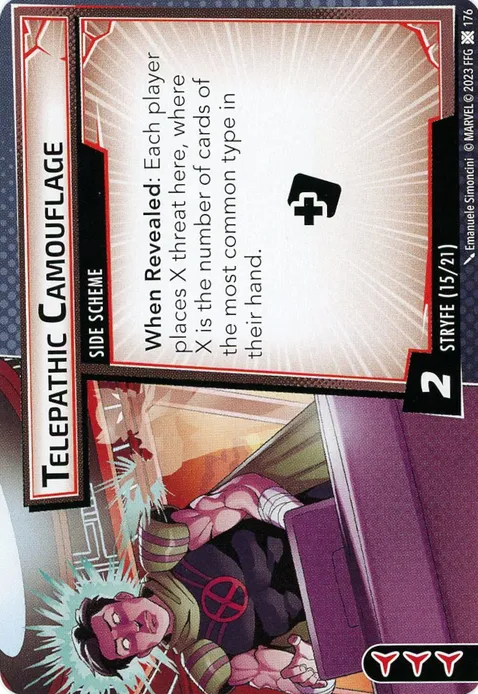 TELEPATHIC CAMOUFLAGE
SIDE SCHEME
When Revealed: Each player
places X threat here, where
X is the number of cards of
the most common type in
their hand.
2
STRYFE (15/21)
Emanuele Simoncini © MARVEL © 2023 FFG 176